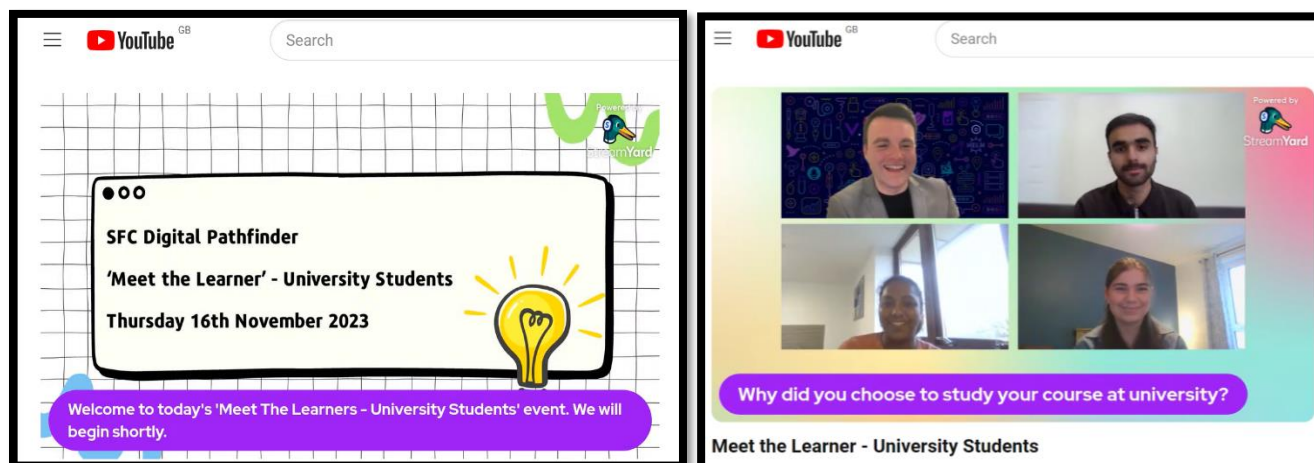 YouTube GB
Search
Powered by
StreamYard
SFC Digital Pathfinder
‘Meet the Learner’ - University Students
Thursday 16th November 2023
Welcome to today's 'Meet The Learners - University Students' event. We will
begin shortly.
YouTube GB
Search
Powered by
StreamYard
Why did you choose to study your course at university?
Meet the Learner - University Students